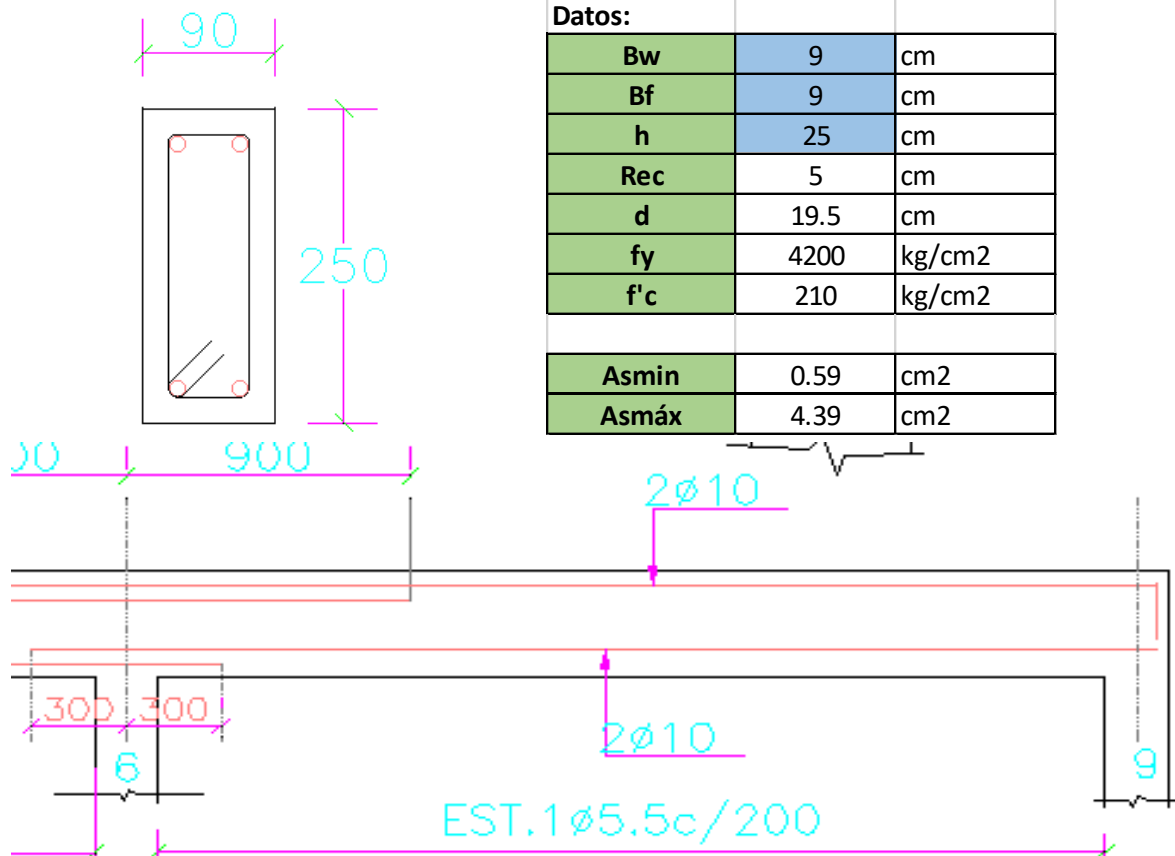 90
250
Datos:
Bw 9 cm
Bf 9 cm
h 25 cm
Rec 5 cm
d 19.5 cm
fy 4200 kg/cm2
f'c 210 kg/cm2
Asmin 0.59 cm2
Asmáx 4.39 cm2
900
2ø10
300 300
2ø10
6
9
EST.1ø5.5c/200